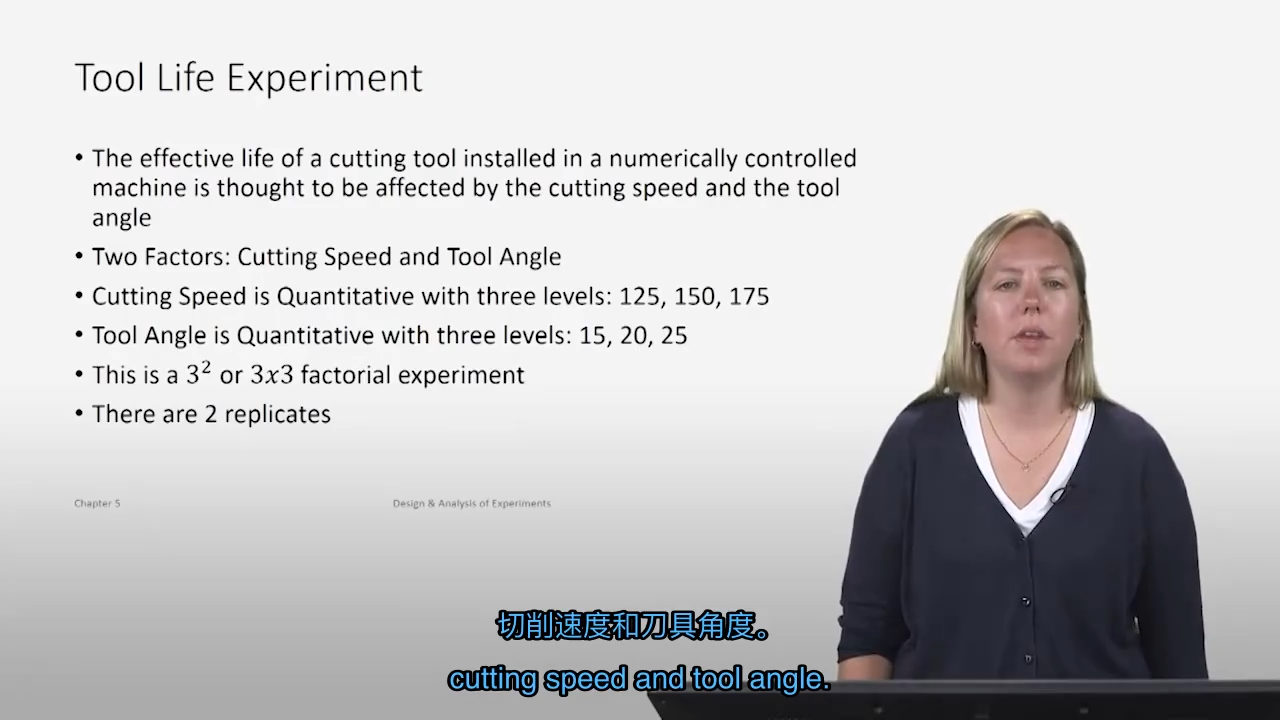 Tool Life Experiment
• The effective life of a cutting tool installed in a numerically controlled
machine is thought to be affected by the cutting speed and the tool
angle
• Two Factors: Cutting Speed and Tool Angle
• Cutting Speed is Quantitative with three levels: 125, 150, 175
• Tool Angle is Quantitative with three levels: 15, 20, 25
• This is a 3² or 3x3 factorial experiment
• There are 2 replicates
Chapter 5
Design & Analysis of Experiments
切削速度和刀具角度。
cutting speed and tool angle.